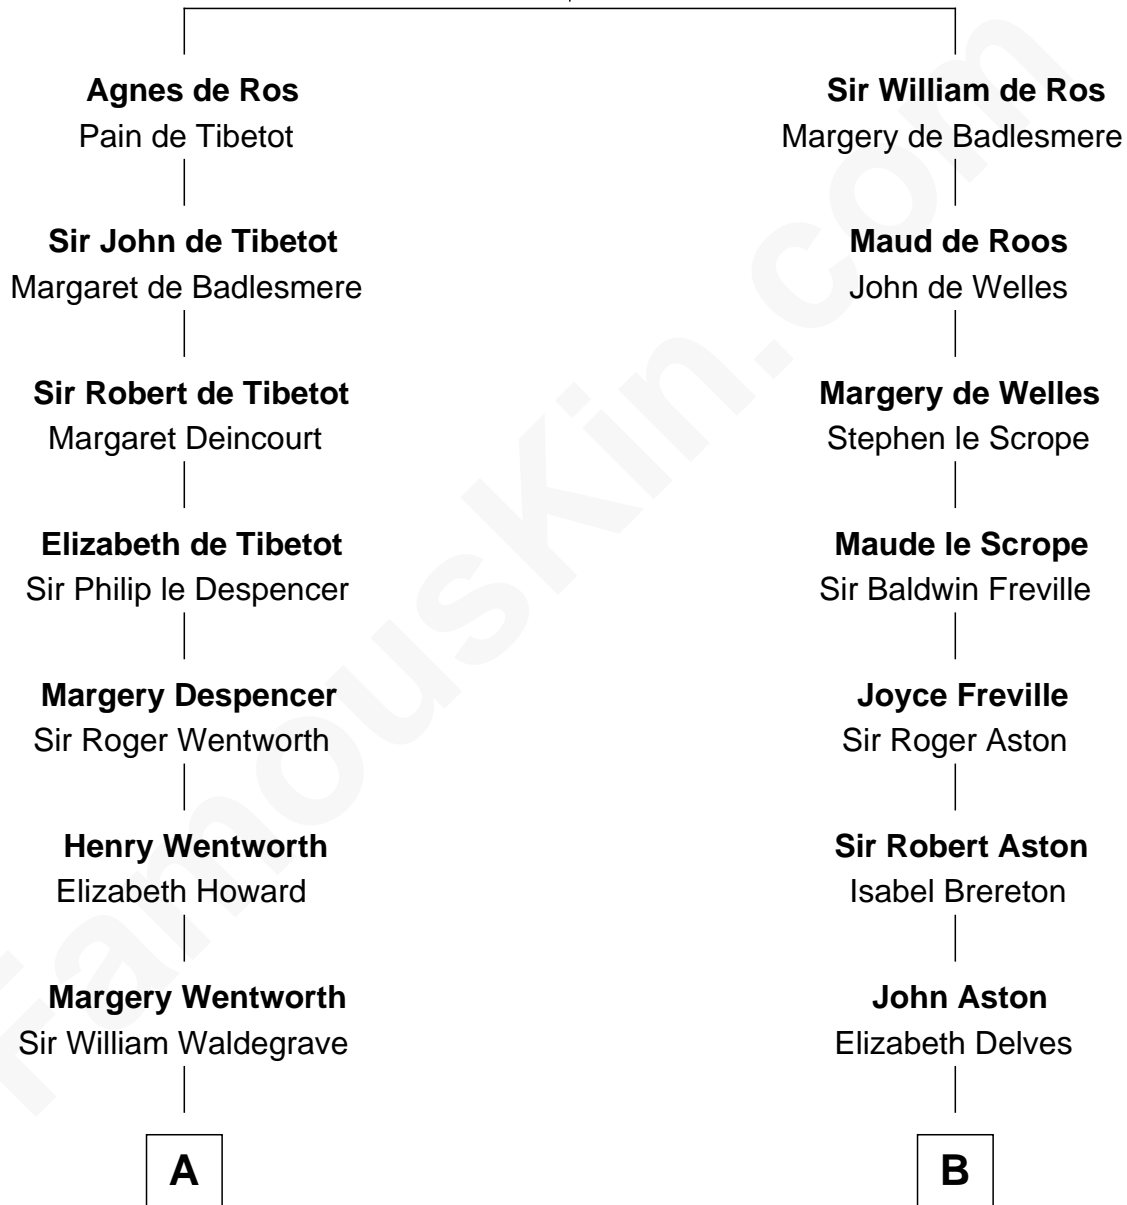 Agnes de Ros
Pain de Tibetot
Sir William de Ros
Margery de Badlesmere
Sir John de Tibetot
Margaret de Badlesmere
Maud de Roos
John de Welles
Sir Robert de Tibetot
Margaret Deincourt
Margery de Welles
Stephen le Scrope
Elizabeth de Tibetot
Sir Philip le Despencer
Maude le Scrope
Sir Baldwin Freville
Margery Despencer
Sir Roger Wentworth
Joyce Freville
Sir Roger Aston
Henry Wentworth
Elizabeth Howard
Sir Robert Aston
Isabel Brereton
Margery Wentworth
Sir William Waldegrave
John Aston
Elizabeth Delves
A
B
FamousKin.com